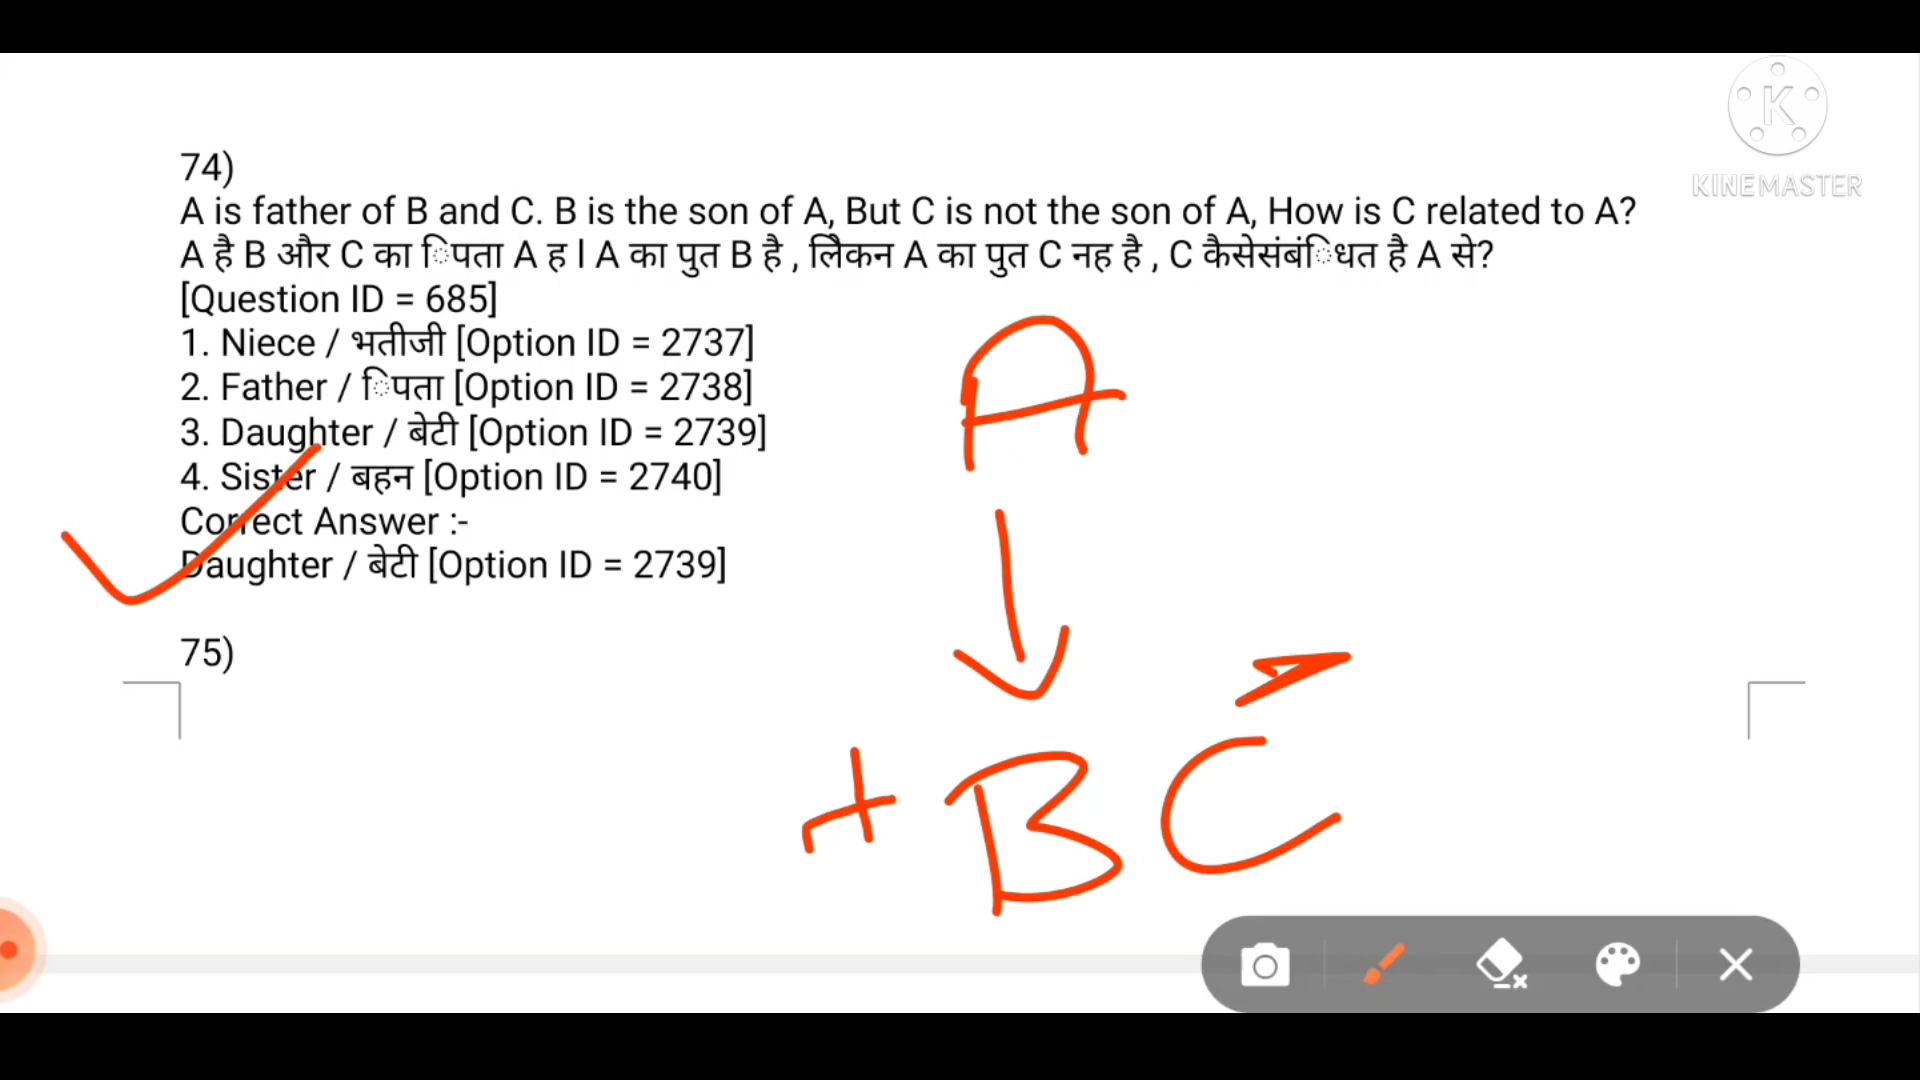 K
KINEMASTER
74)
A is father of B and C. B is the son of A, But C is not the son of A, How is C related to A?
A है B और C का िपता A ह l A का पुत B है , लेिकन A का पुत C नह है , C कैसेसंबंिधत है A से?
[Question ID = 685]
1. Niece / भतीजी [Option ID = 2737]
2. Father / िपता [Option ID = 2738]
3. Daughter / बेटी [Option ID = 2739]
4. Sister / बहन [Option ID = 2740]
Correct Answer :-
Daughter / बेटी [Option ID = 2739]
75)
A
+ B C